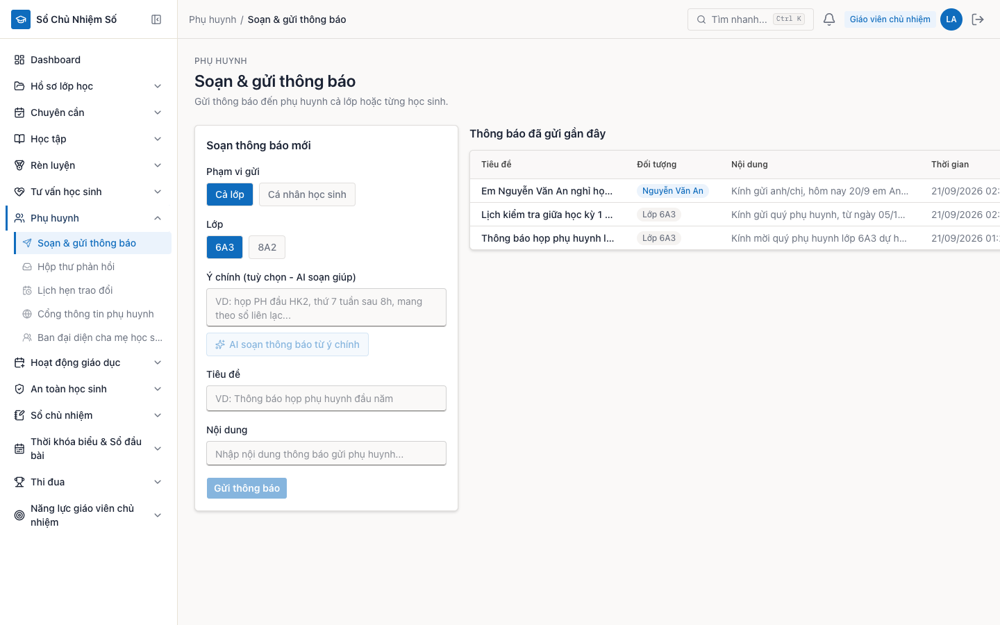 Sổ Chủ Nhiệm Số
Phụ huynh / Soạn & gửi thông báo
Tìm nhanh... Ctrl K
Giáo viên chủ nhiệm
LA
Dashboard
Hồ sơ lớp học
Chuyên cần
Học tập
Rèn luyện
Tư vấn học sinh
Phụ huynh
Soạn & gửi thông báo
Hộp thư phản hồi
Lịch hẹn trao đổi
Cổng thông tin phụ huynh
Ban đại diện cha mẹ học s...
Hoạt động giáo dục
An toàn học sinh
Sổ chủ nhiệm
Thời khóa biểu & Sổ đầu
bài
Thi đua
Năng lực giáo viên chủ
nhiệm
PHỤ HUYNH
Soạn & gửi thông báo
Gửi thông báo đến phụ huynh cả lớp hoặc từng học sinh.
Soạn thông báo mới
Phạm vi gửi
Cả lớp Cá nhân học sinh
Lớp
6A3 8A2
Ý chính (tuỳ chọn - AI soạn giúp)
VD: họp PH đầu HK2, thứ 7 tuần sau 8h, mang
theo sổ liên lạc...
AI soạn thông báo từ ý chính
Tiêu đề
VD: Thông báo họp phụ huynh đầu năm
Nội dung
Nhập nội dung thông báo gửi phụ huynh...
Gửi thông báo
Thông báo đã gửi gần đây
Tiêu đề Đối tượng Nội dung Thời gian
Em Nguyễn Văn An nghỉ họ... Nguyễn Văn An Kính gửi anh/chị, hôm nay 20/9 em An... 21/09/2026 02:
Lịch kiểm tra giữa học kỳ 1 ... Lớp 6A3 Kính gửi quý phụ huynh, từ ngày 05/1... 21/09/2026 02:
Thông báo họp phụ huynh l... Lớp 6A3 Kính mời quý phụ huynh lớp 6A3 dự h... 21/09/2026 01: